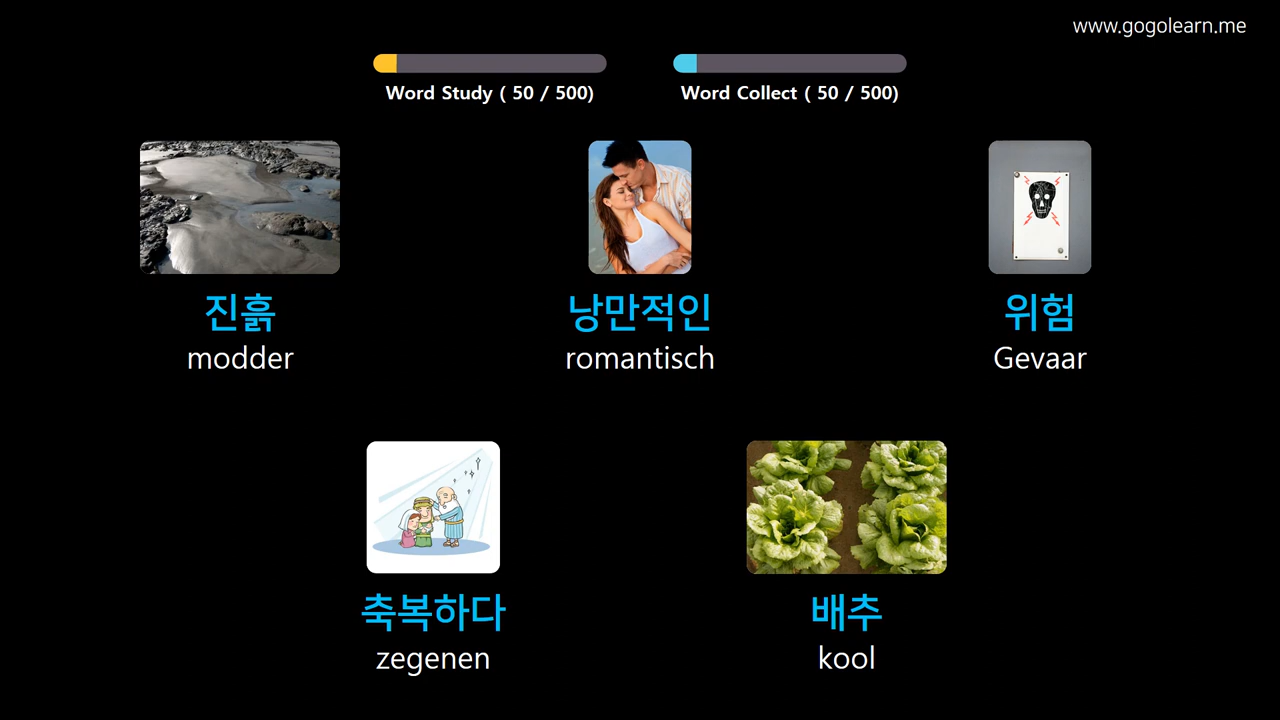 www.gogolearn.me
Word Study ( 50 / 500)
Word Collect ( 50 / 500)
진흙
modder
낭만적인
romantisch
위험
Gevaar
축복하다
zegenen
배추
kool